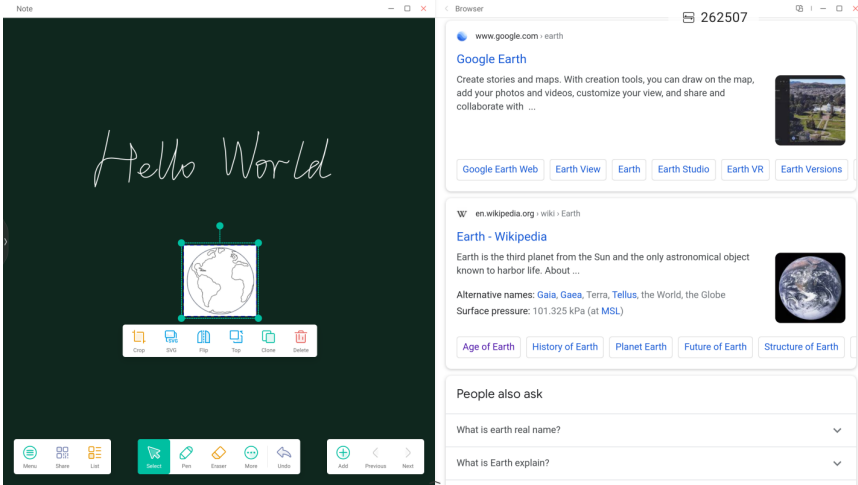 Note
Browser
262507
Hello World
Crop
SVG
SVG
Flip
Top
Clone
Delete
Menu
Share
List
Select
Pen
Eraser
More
Undo
Add
Previous
Next
www.google.com › earth
Google Earth
Create stories and maps. With creation tools, you can draw on the map,
add your photos and videos, customize your view, and share and
collaborate with ...
Google Earth Web
Earth View
Earth
Earth Studio
Earth VR
Earth Versions
W en.wikipedia.org › wiki › Earth
Earth - Wikipedia
Earth is the third planet from the Sun and the only astronomical object
known to harbor life. About ...
Alternative names: Gaia, Gaea, Terra, Tellus, the World, the Globe
Surface pressure: 101.325 kPa (at MSL)
Age of Earth
History of Earth
Planet Earth
Future of Earth
Structure of Earth
People also ask
What is earth real name?
What is Earth explain?